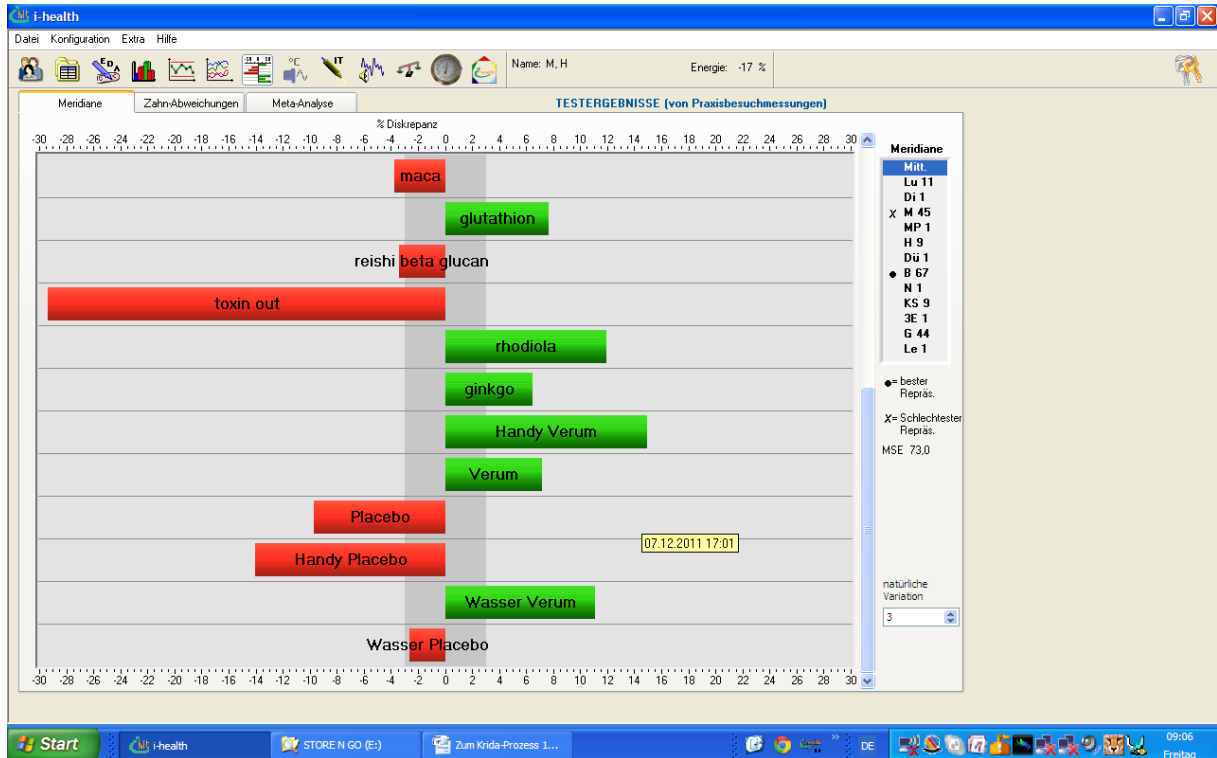 i-health
Datei Konfiguration Extra Hilfe
Name: M, H
Energie: -17 %
Meridiane
Zahn-Abweichungen
Meta-Analyse
TESTERGEBNISSE (von Praxisbesuchmessungen)
% Diskrepanz
-30 -28 -26 -24 -22 -20 -18 -16 -14 -12 -10 -8 -6 -4 -2 0 2 4 6 8 10 12 14 16 18 20 22 24 26 28 30
maca
glutathion
reishi beta glucan
toxin out
rhodiola
ginkgo
Handy Verum
Verum
Placebo
Handy Placebo
07.12.2011 17:01
Wasser Verum
Wasser Placebo
-30 -28 -26 -24 -22 -20 -18 -16 -14 -12 -10 -8 -6 -4 -2 0 2 4 6 8 10 12 14 16 18 20 22 24 26 28 30
Meridiane
Mitt.
Lu 11
Di 1
x M 45
MP 1
H 9
Dü 1
● B 67
N 1
KS 9
3E 1
G 44
Le 1
●= bester
Repräs.
X= Schlechtester
Repräs.
MSE 73,0
natürliche
Variation
3
Start
i-health
STORE N GO (E:)
Zum Krida-Prozess 1...
DE
09:06
Freitag